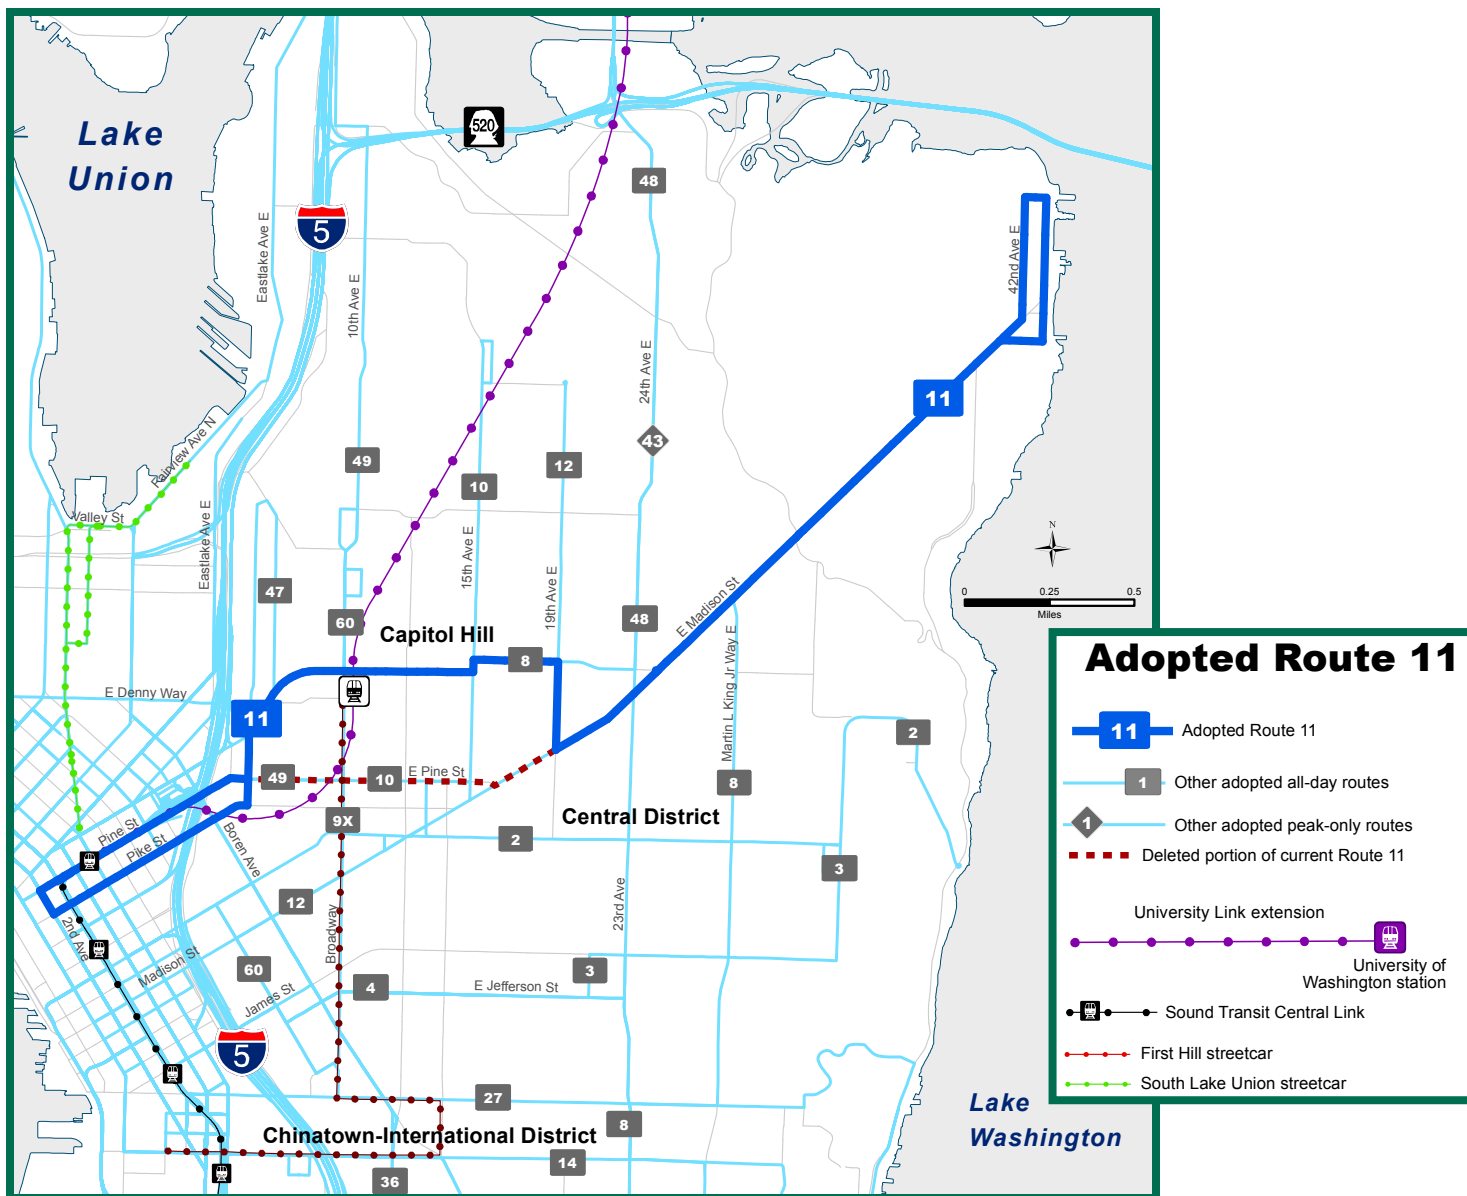 520
Lake
Union
48
5
Eastlake Ave E
10th Ave E
42nd Ave E
24th Ave E
11
Fairview Ave N
43
49
12
10
Valley St
N
Eastlake Ave E
15th Ave E
19th Ave E
47
E Madison St
0
0.25
0.5
Miles
60
48
Capitol Hill
Martin L King Jr Way E
8
E Denny Way
11
2
49
10
E Pine St
8
Central District
Pine St
Pike St
9X
2
Boren Ave
3
12
23rd Ave
Broadway
2nd Ave
Madison St
60
3
4
E Jefferson St
James St
5
27
8
Chinatown-International District
14
36
Lake
Washington
Adopted Route 11
11 Adopted Route 11
1 Other adopted all-day routes
1 Other adopted peak-only routes
Deleted portion of current Route 11
University Link extension
University of
Washington station
Sound Transit Central Link
First Hill streetcar
South Lake Union streetcar